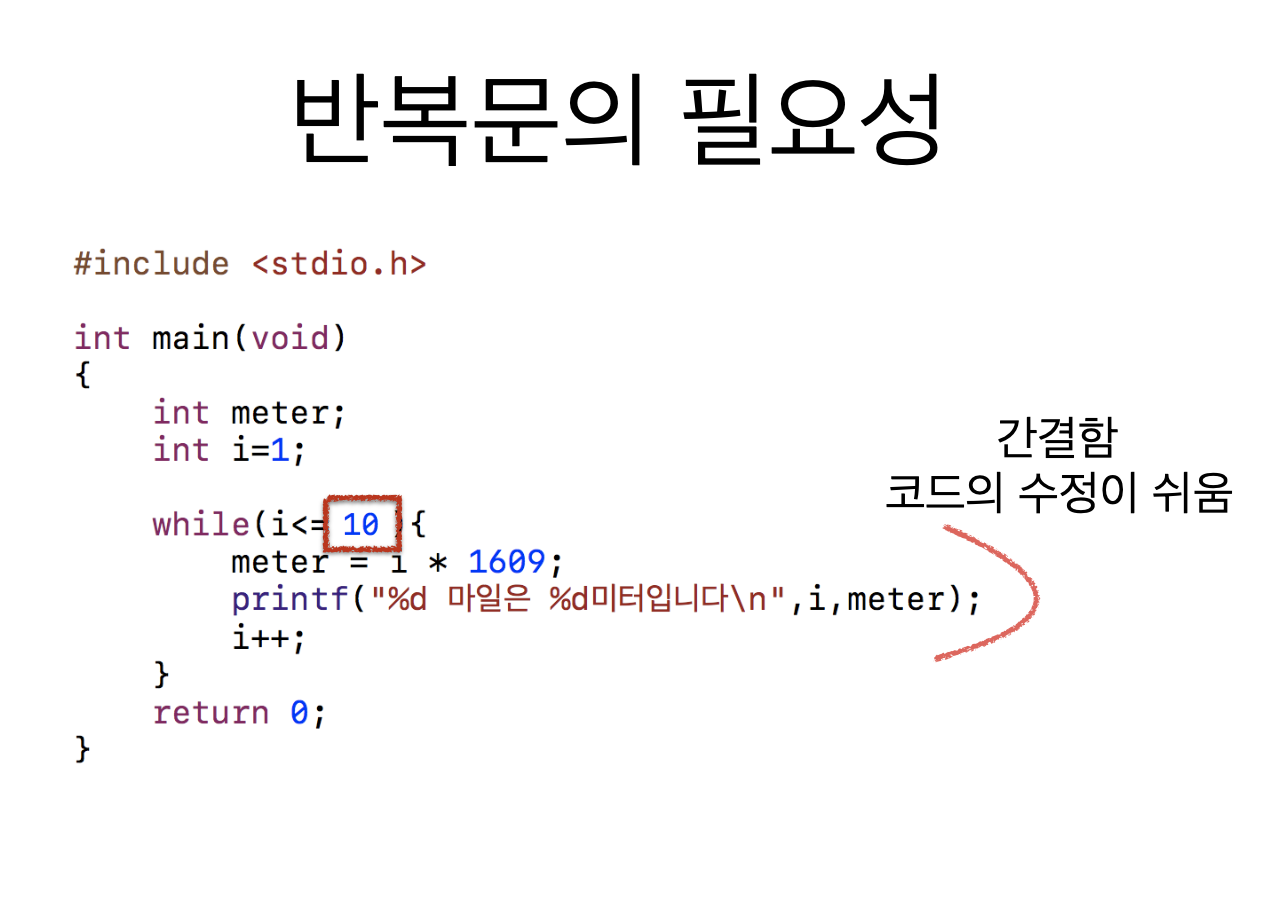 반복문의 필요성
#include <stdio.h>
int main(void)
{
int meter;
int i=1;
간결함
코드의 수정이 쉬움
while(i<= 10 ){
meter = i * 1609;
printf("%d 마일은 %d미터입니다\n",i,meter);
i++;
}
return 0;
}